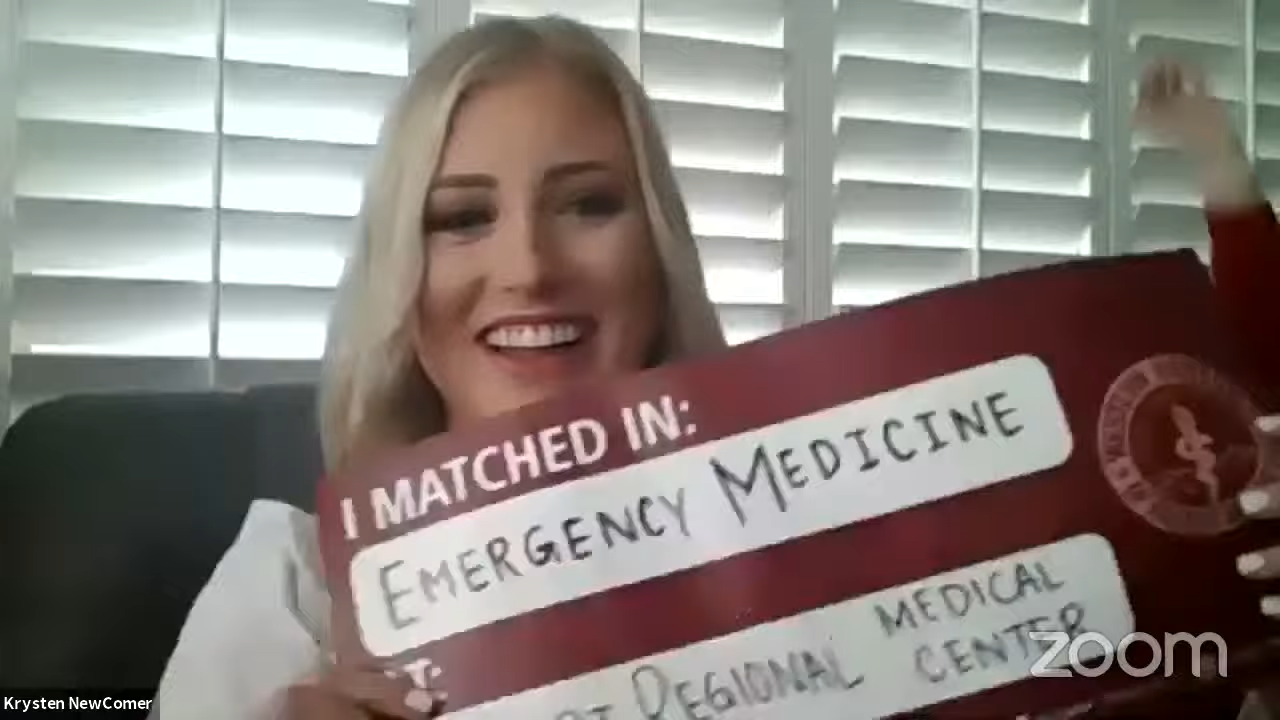 I MATCHED IN:
EMERGENCY MEDICINE
REGIONAL MEDICAL
CENTER
zoom
Krysten NewComer